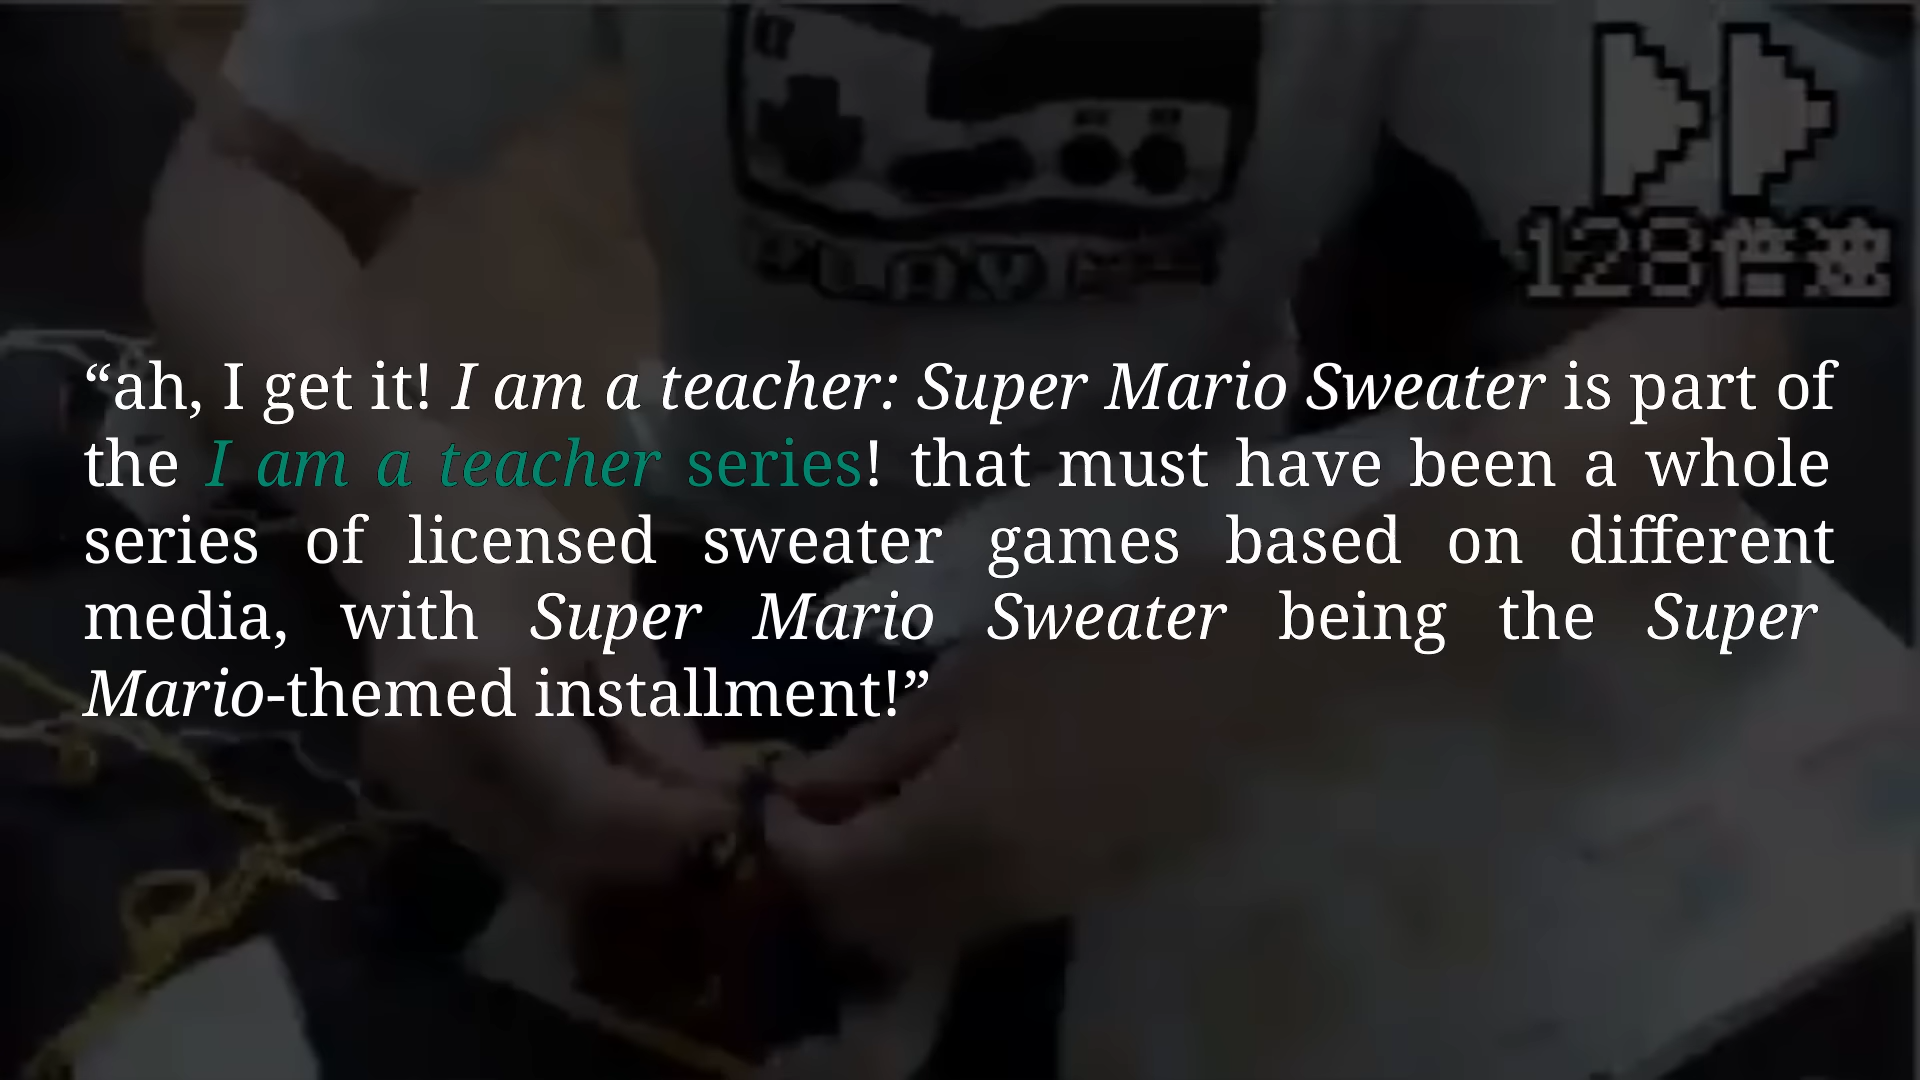 PLAY
128倍速
“ah, I get it! I am a teacher: Super Mario Sweater is part of
the I am a teacher series! that must have been a whole
series of licensed sweater games based on different
media, with Super Mario Sweater being the Super
Mario-themed installment!”